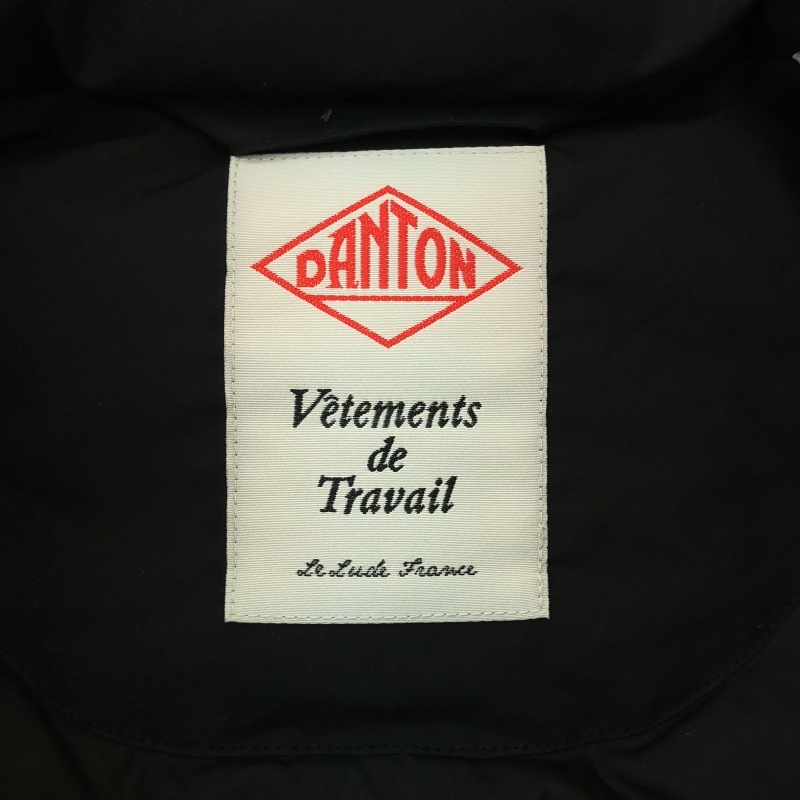 DANTON
Vêtements
de
Travail
Le Lude France